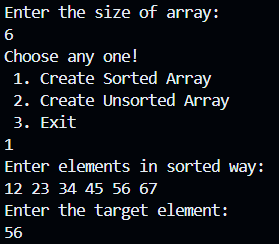 Enter the size of array:
6
Choose any one!
1. Create Sorted Array
2. Create Unsorted Array
3. Exit
1
Enter elements in sorted way:
12 23 34 45 56 67
Enter the target element:
56